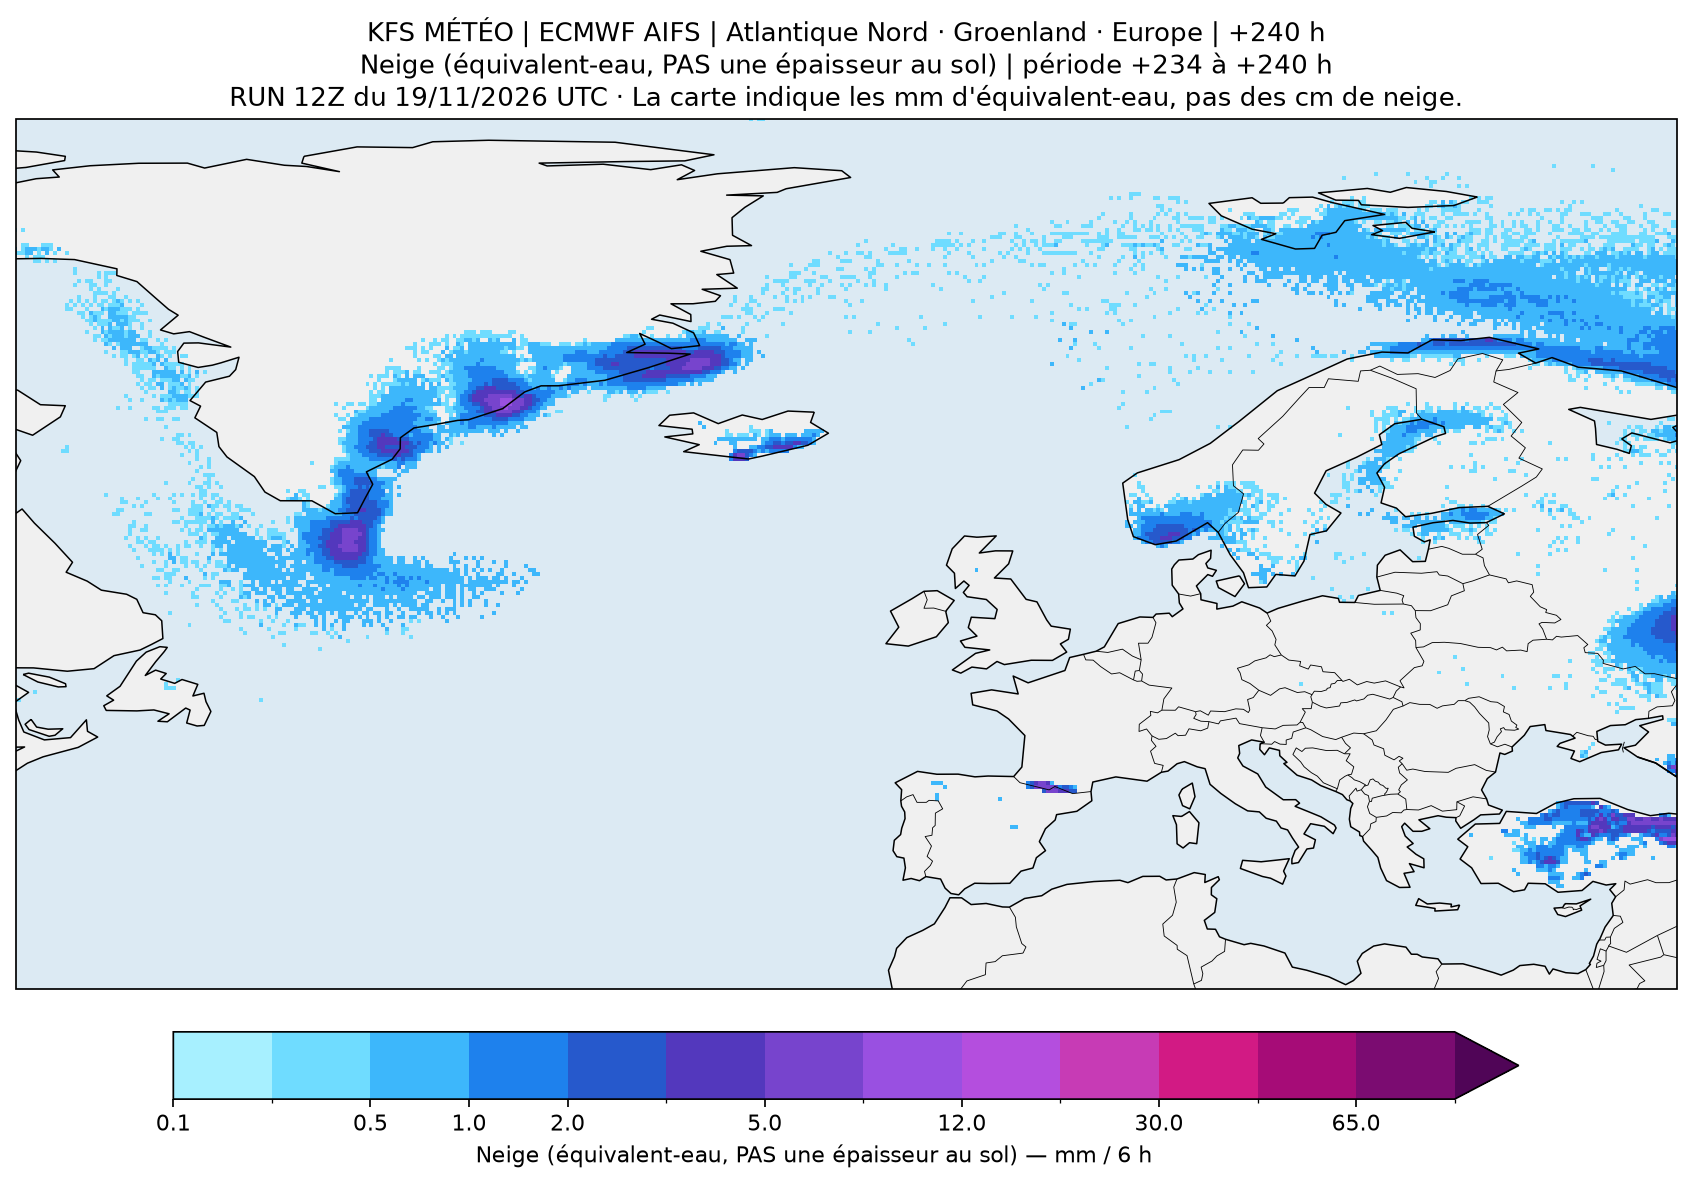 KFS MÉTÉO | ECMWF AIFS | Atlantique Nord · Groenland · Europe | +240 h
Neige (équivalent-eau, PAS une épaisseur au sol) | période +234 à +240 h
RUN 12Z du 19/11/2026 UTC · La carte indique les mm d'équivalent-eau, pas des cm de neige.
0.1 0.5 1.0 2.0 5.0 12.0 30.0 65.0
Neige (équivalent-eau, PAS une épaisseur au sol) — mm / 6 h